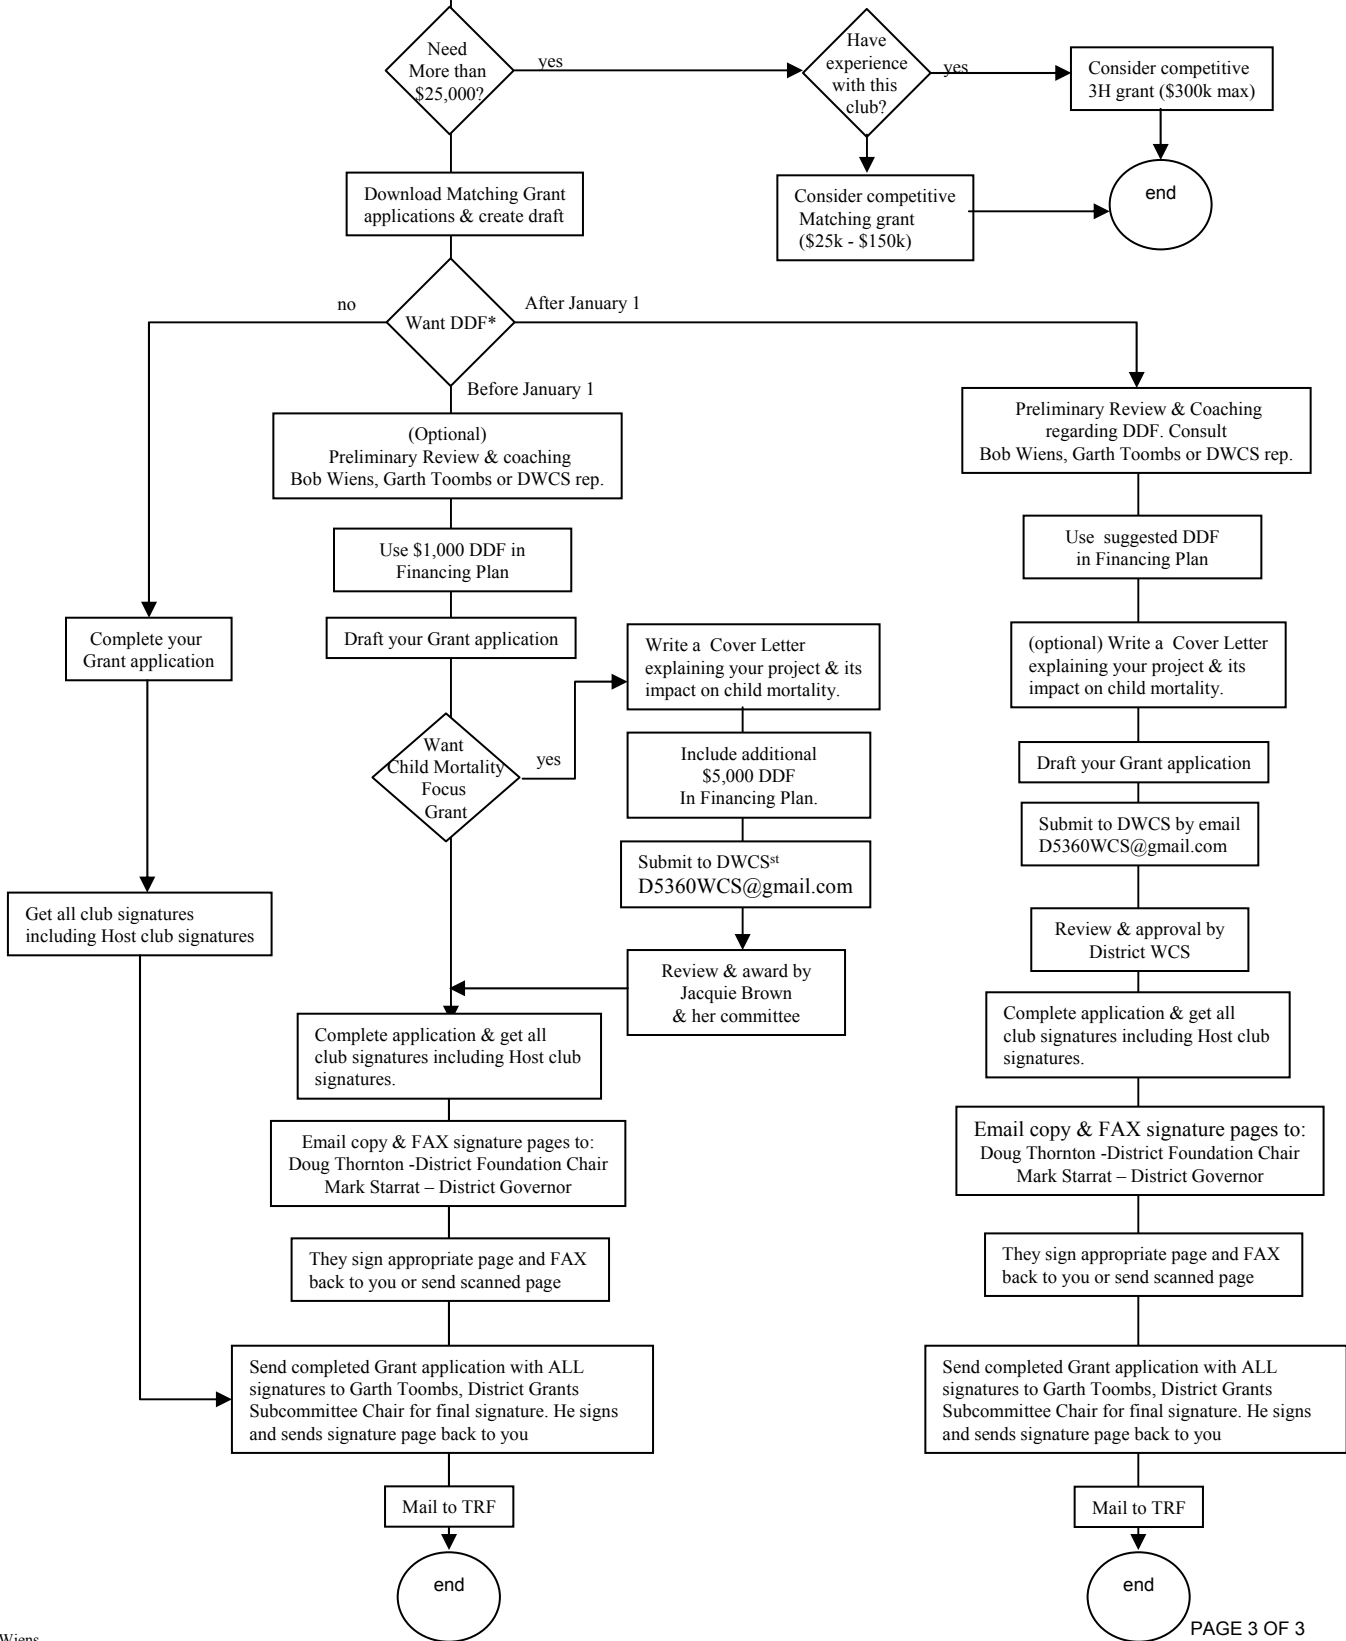 Need
More than
$25,000?
yes
Have
experience
with this
club?
yes
Consider competitive
3H grant ($300k max)
end
Consider competitive
Matching grant
($25k - $150k)
Download Matching Grant
applications & create draft
Want DDF*
no
After January 1
Before January 1
Complete your
Grant application
Get all club signatures
including Host club signatures
(Optional)
Preliminary Review & coaching
Bob Wiens, Garth Toombs or DWCS rep.
Use $1,000 DDF in
Financing Plan
Draft your Grant application
Want
Child Mortality
Focus
Grant
yes
Write a Cover Letter
explaining your project & its
impact on child mortality.
Include additional
$5,000 DDF
In Financing Plan.
Submit to DWCSst
D5360WCS@gmail.com
Review & award by
Jacquie Brown
& her committee
Complete application & get all
club signatures including Host club
signatures.
Email copy & FAX signature pages to:
Doug Thornton -District Foundation Chair
Mark Starrat – District Governor
They sign appropriate page and FAX
back to you or send scanned page
Send completed Grant application with ALL
signatures to Garth Toombs, District Grants
Subcommittee Chair for final signature. He signs
and sends signature page back to you
Mail to TRF
end
Preliminary Review & Coaching
regarding DDF. Consult
Bob Wiens, Garth Toombs or DWCS rep.
Use suggested DDF
in Financing Plan
(optional) Write a Cover Letter
explaining your project & its
impact on child mortality.
Draft your Grant application
Submit to DWCS by email
D5360WCS@gmail.com
Review & approval by
District WCS
Complete application & get all
club signatures including Host club
signatures.
Email copy & FAX signature pages to:
Doug Thornton -District Foundation Chair
Mark Starrat – District Governor
They sign appropriate page and FAX
back to you or send scanned page
Send completed Grant application with ALL
signatures to Garth Toombs, District Grants
Subcommittee Chair for final signature. He signs
and sends signature page back to you
Mail to TRF
end
PAGE 3 OF 3
Wiens